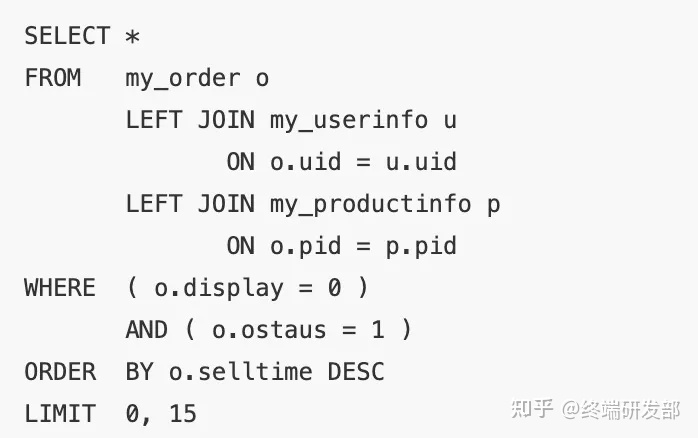 SELECT *
FROM   my_order o
       LEFT JOIN my_userinfo u
              ON o.uid = u.uid
       LEFT JOIN my_productinfo p
              ON o.pid = p.pid
WHERE  ( o.display = 0 )
       AND ( o.ostaus = 1 )
ORDER  BY o.selltime DESC
LIMIT  0, 15
知乎 @终端研发部